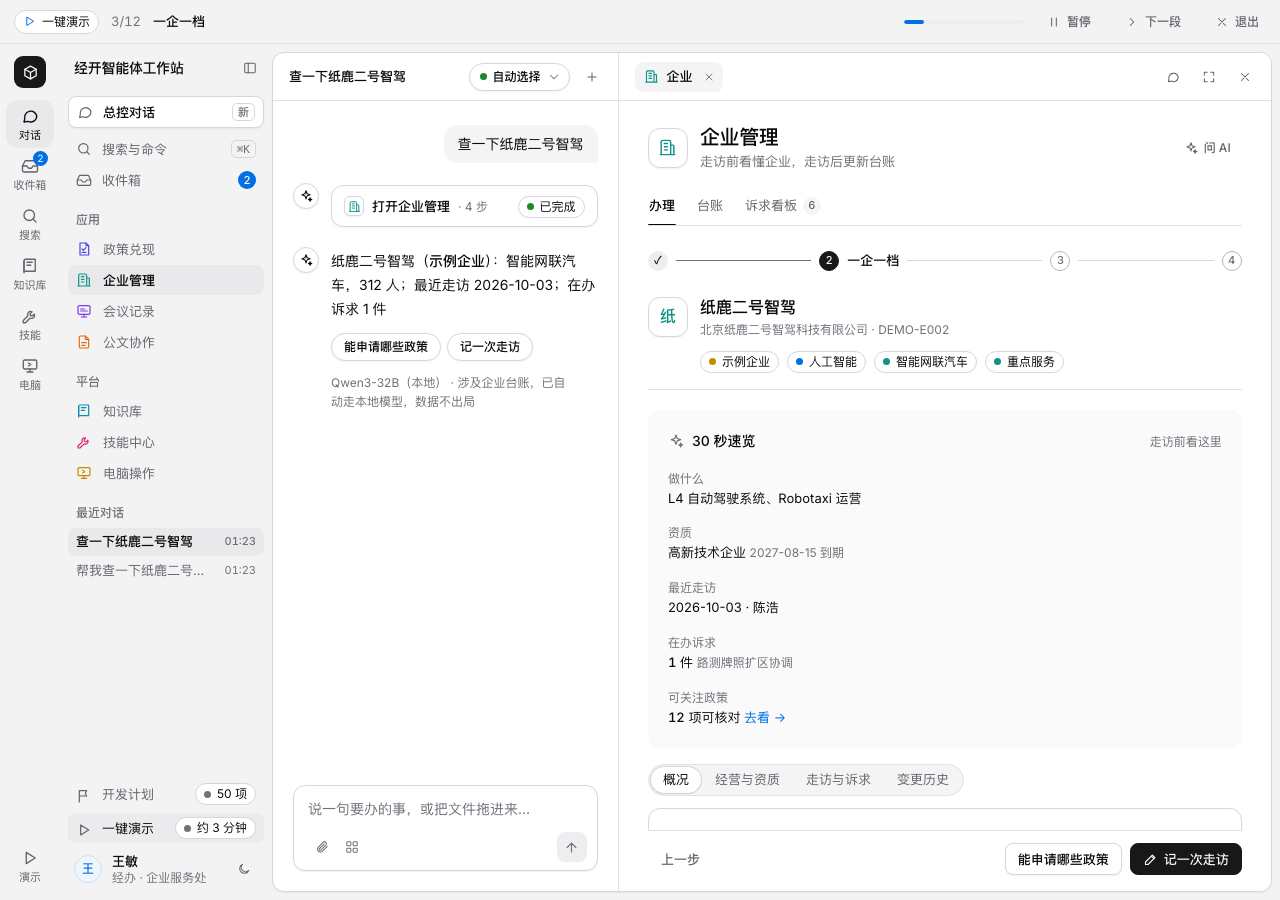 一键演示
3/12
一企一档
暂停
下一段
退出
对话
2
收件箱
搜索
知识库
技能
电脑
演示
经开智能体工作站
总控对话
新
搜索与命令
⌘K
收件箱
2
应用
政策兑现
企业管理
会议记录
公文协作
平台
知识库
技能中心
电脑操作
最近对话
查一下纸鹿二号智驾
01:23
帮我查一下纸鹿二号...
01:23
开发计划
50 项
一键演示
约 3 分钟
王
王敏
经办 · 企业服务处
查一下纸鹿二号智驾
自动选择
查一下纸鹿二号智驾
打开企业管理 · 4 步
已完成
纸鹿二号智驾（示例企业）：智能网联汽
车，312 人；最近走访 2026-10-03；在办
诉求 1 件
能申请哪些政策
记一次走访
Qwen3-32B（本地） · 涉及企业台账，已自
动走本地模型，数据不出局
说一句要办的事，或把文件拖进来...
企业
企业管理
走访前看懂企业，走访后更新台账
问 AI
办理
台账
诉求看板
6
2
一企一档
3
4
纸
纸鹿二号智驾
北京纸鹿二号智驾科技有限公司 · DEMO-E002
示例企业
人工智能
智能网联汽车
重点服务
30 秒速览
走访前看这里
做什么
L4 自动驾驶系统、Robotaxi 运营
资质
高新技术企业 2027-08-15 到期
最近走访
2026-10-03 · 陈浩
在办诉求
1 件 路测牌照扩区协调
可关注政策
12 项可核对 去看 →
概况
经营与资质
走访与诉求
变更历史
上一步
能申请哪些政策
记一次走访